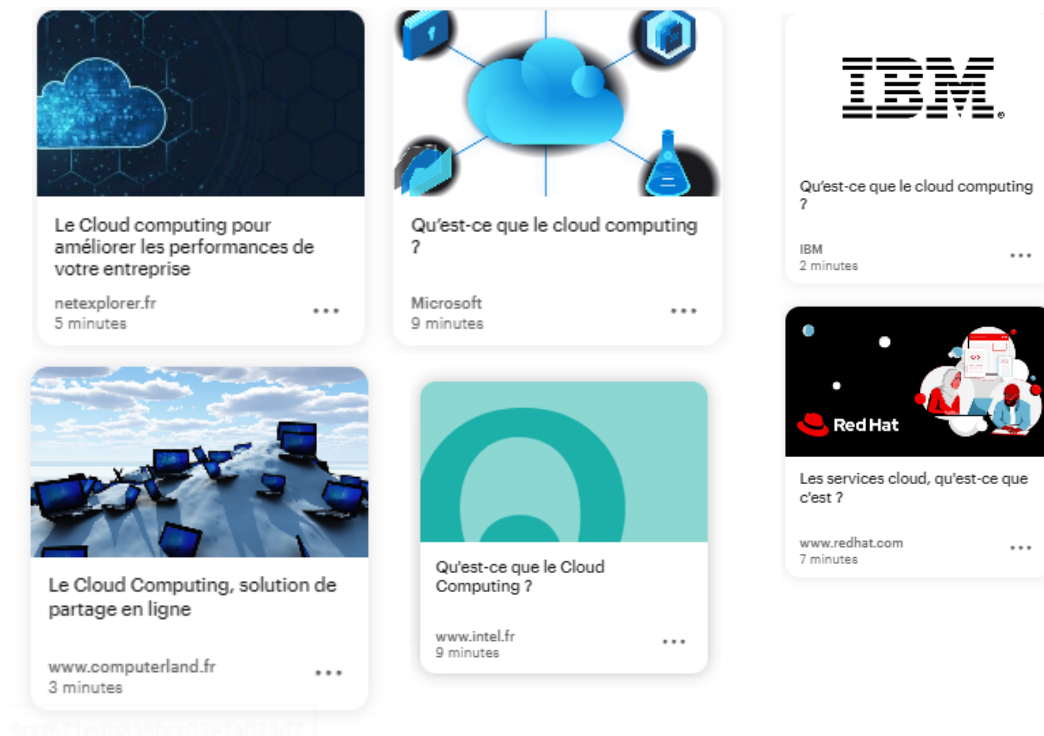 Le Cloud computing pour
améliorer les performances de
votre entreprise
netexplorer.fr
5 minutes
Qu’est-ce que le cloud computing
?
Microsoft
9 minutes
IBM®
Qu’est-ce que le cloud computing
?
IBM
2 minutes
Le Cloud Computing, solution de
partage en ligne
www.computerland.fr
3 minutes
Qu'est-ce que le Cloud
Computing ?
www.intel.fr
9 minutes
Red Hat
Les services cloud, qu'est-ce que
c'est ?
www.redhat.com
7 minutes